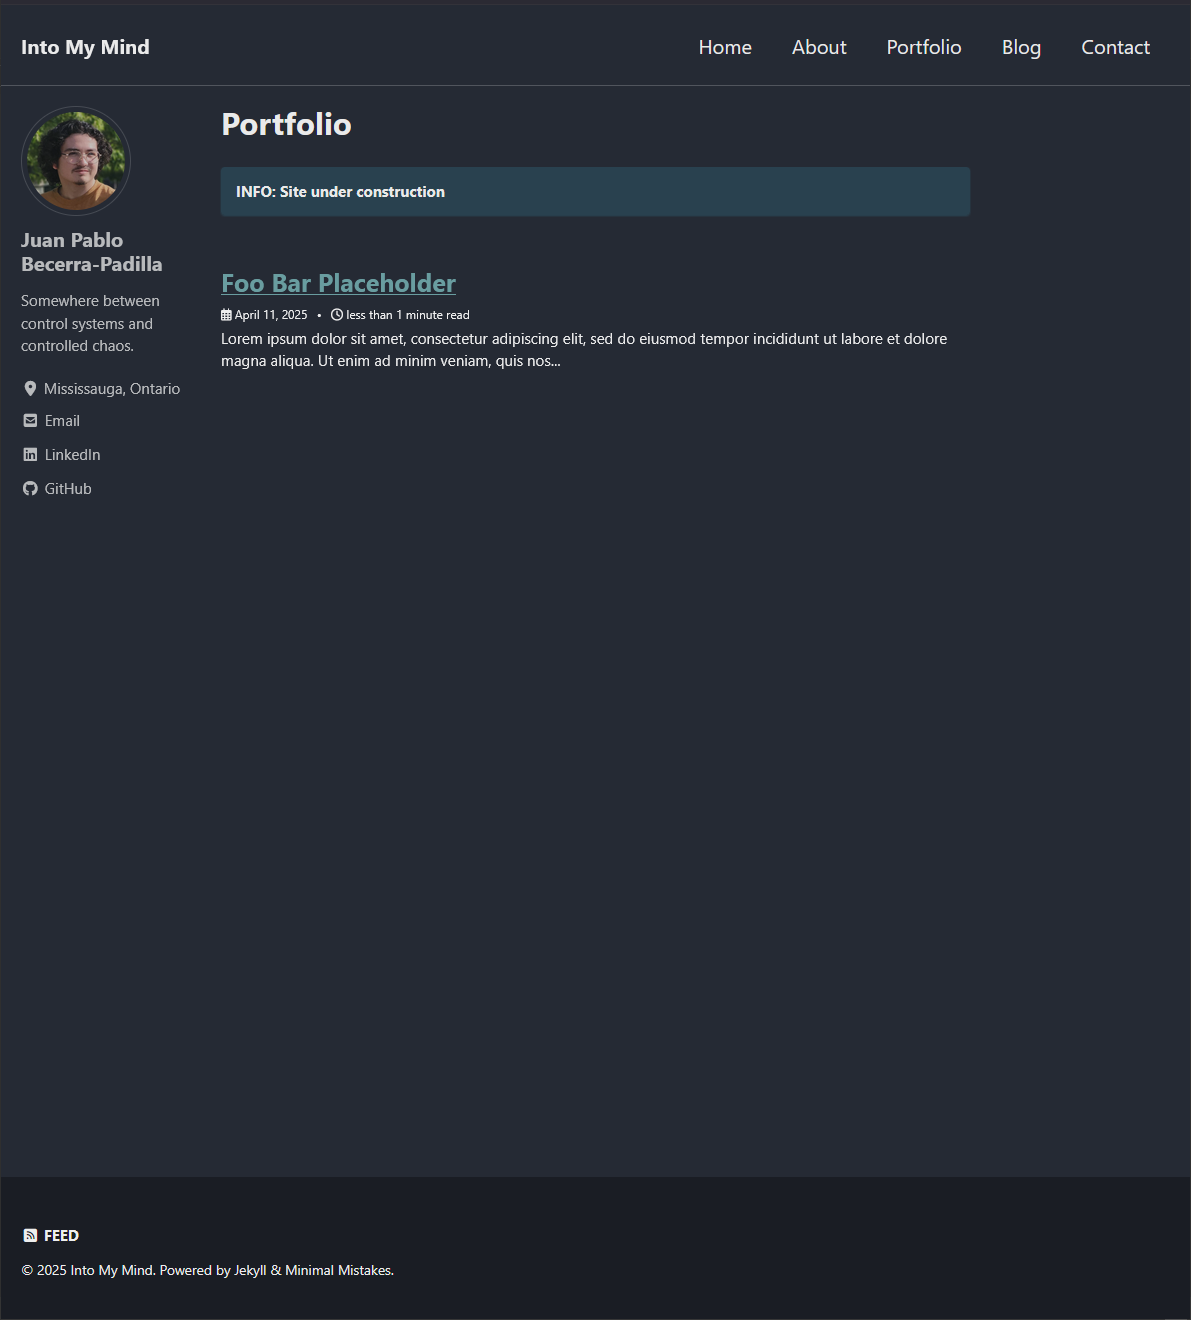 Into My Mind
Home About Portfolio Blog Contact
Juan Pablo
Becerra-Padilla
Somewhere between
control systems and
controlled chaos.
Mississauga, Ontario
Email
LinkedIn
GitHub
Portfolio
INFO: Site under construction
Foo Bar Placeholder
April 11, 2025 • less than 1 minute read
Lorem ipsum dolor sit amet, consectetur adipiscing elit, sed do eiusmod tempor incididunt ut labore et dolore
magna aliqua. Ut enim ad minim veniam, quis nos...
FEED
© 2025 Into My Mind. Powered by Jekyll & Minimal Mistakes.